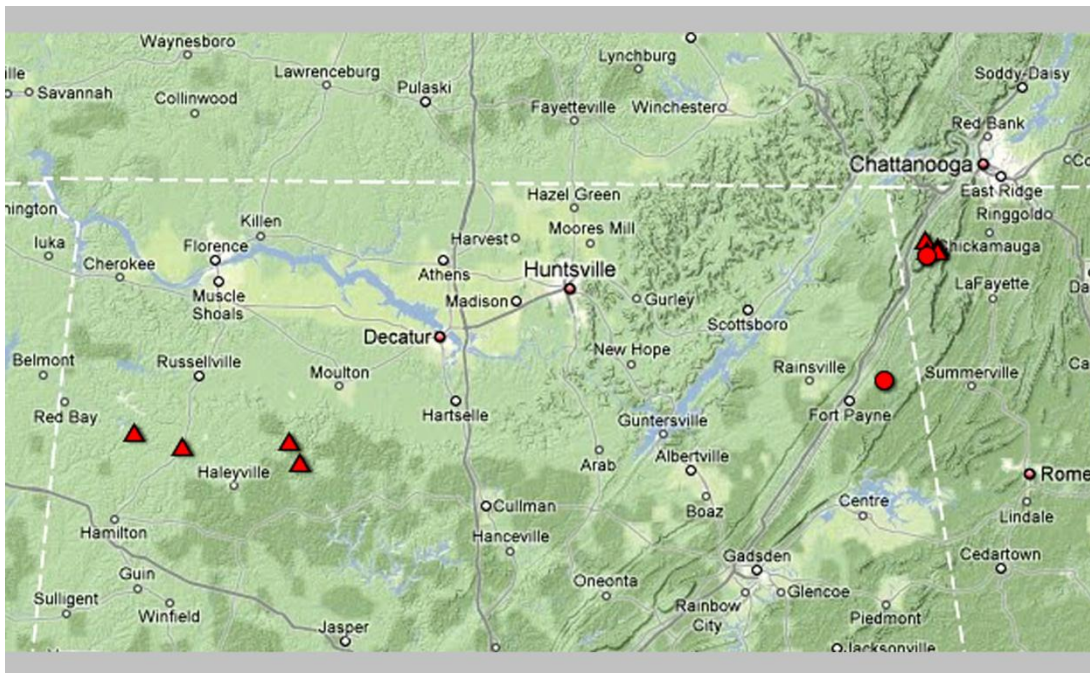 Waynesboro
Lynchburg
ille
Savannah
Collinwood
Lawrenceburg
Pulaski
Fayetteville
Winchester
Soddy-Daisy
Red Bank
Chattanooga
East Ridge
Ringgold
Hazel Green
Killen
Harvest
Moores Mill
Iuka
Florence
Chickamauga
Cherokee
Athens
Huntsville
Muscle
Shoals
Madison
Gurley
LaFayette
Decatur
Scottsboro
New Hope
Belmont
Russellville
Moulton
Rainsville
Summerville
Red Bay
Hartselle
Guntersville
Fort Payne
Haleyville
Arab
Albertville
Rome
Cullman
Boaz
Centre
Lindale
Hamilton
Hanceville
Gadsden
Cedartown
Guin
Oneonta
Glencoe
Sulligent
Winfield
Rainbow
City
Piedmont
Jasper
Jacksonville